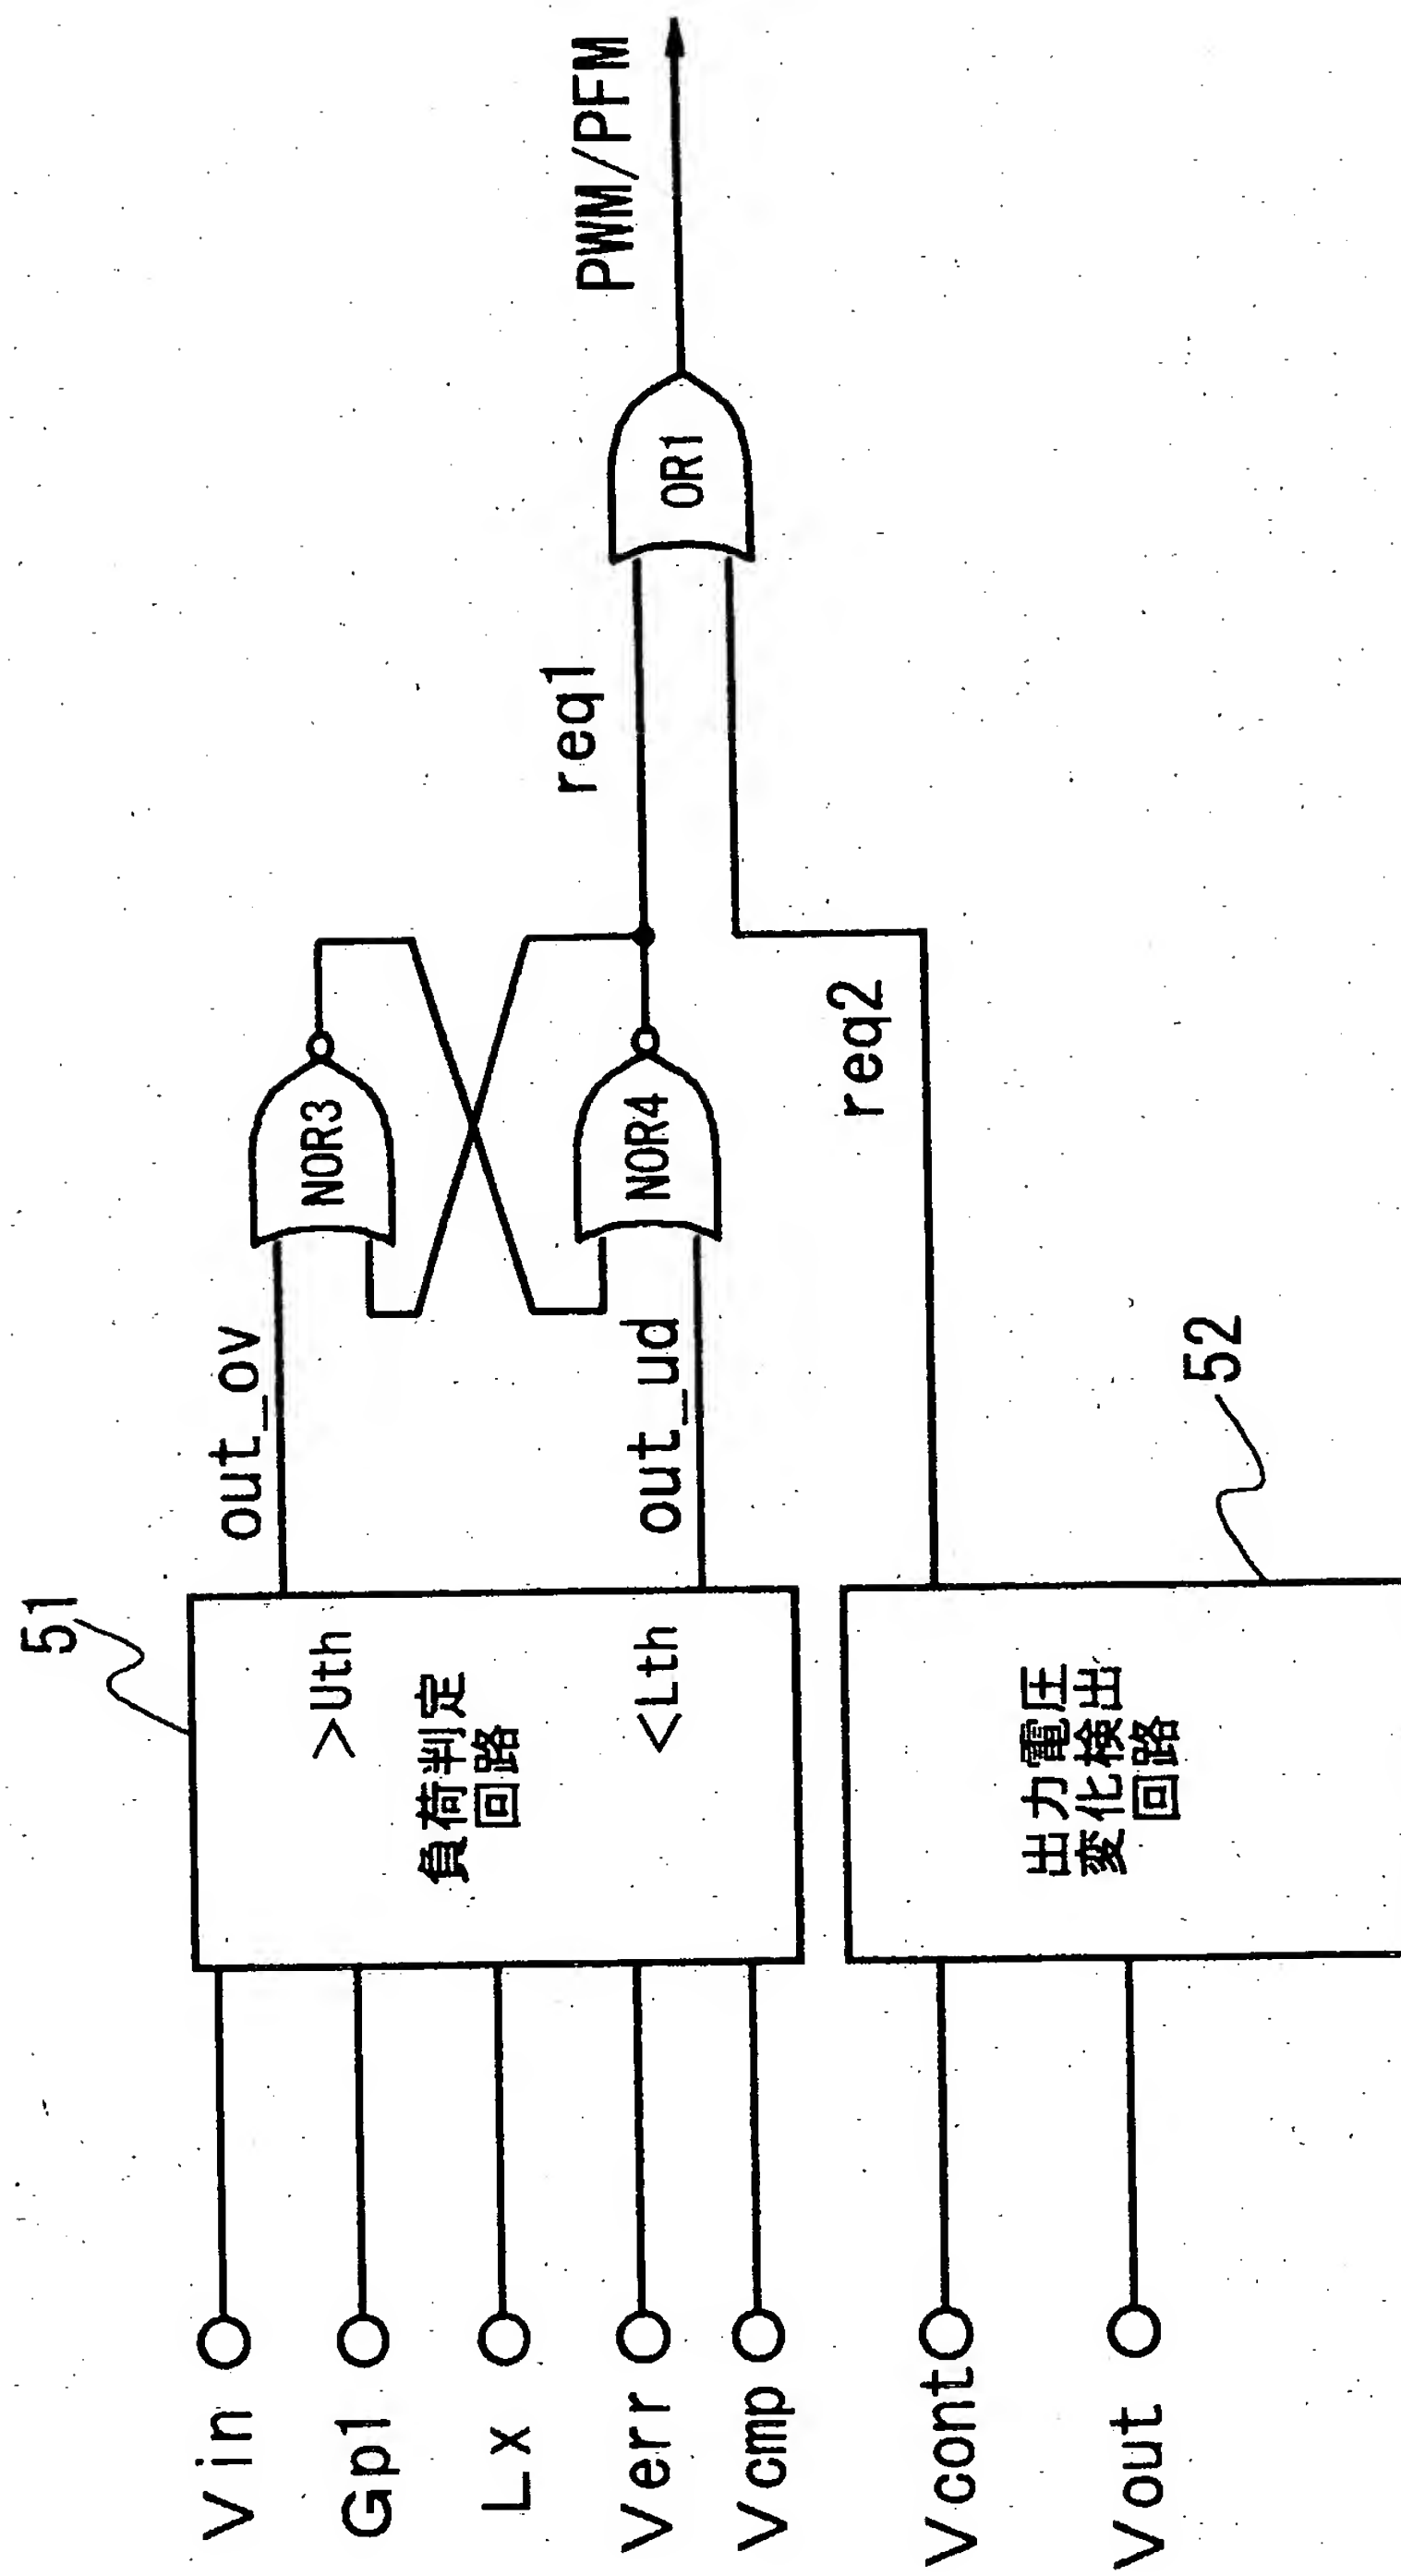 Vin
Gp1
Lx
Verr
Vcmp
Vcont
Vout
51
>Uth
負荷判定
回路
<Lth
出力電圧
変化検出
回路
52
out_ov
out_ud
NOR3
NOR4
req1
req2
OR1
PWM/PFM